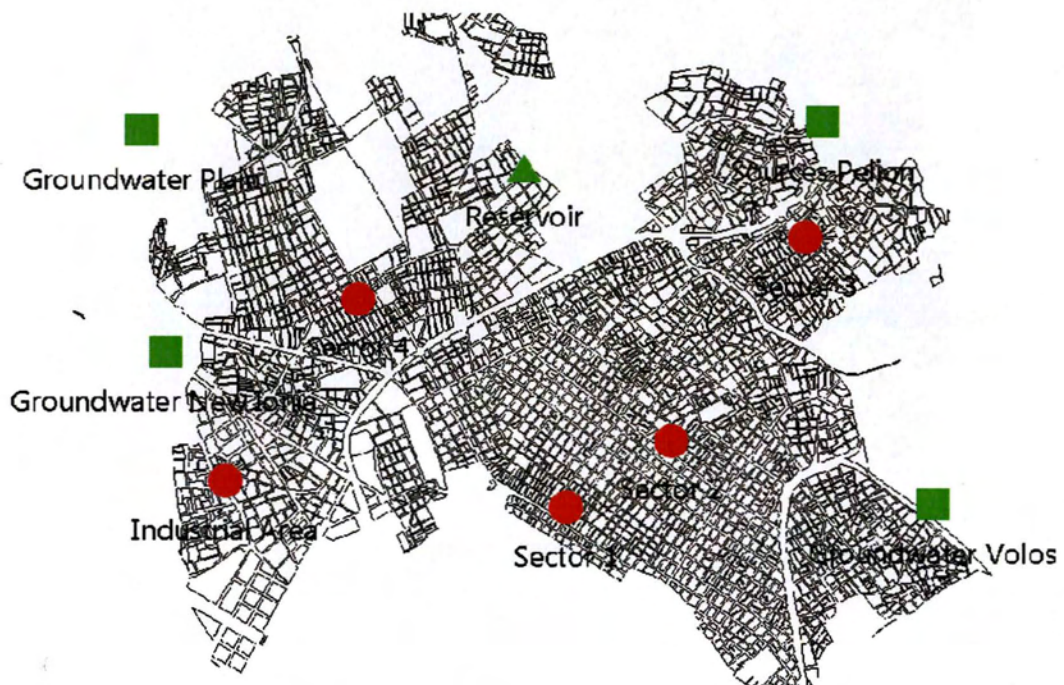 Groundwater Plain
Sources-Pelion
Reservoir
Sector 3
Sector 4
Groundwater New Ionia
Sector 2
Industrial Area
Sector 1
Groundwater Volos